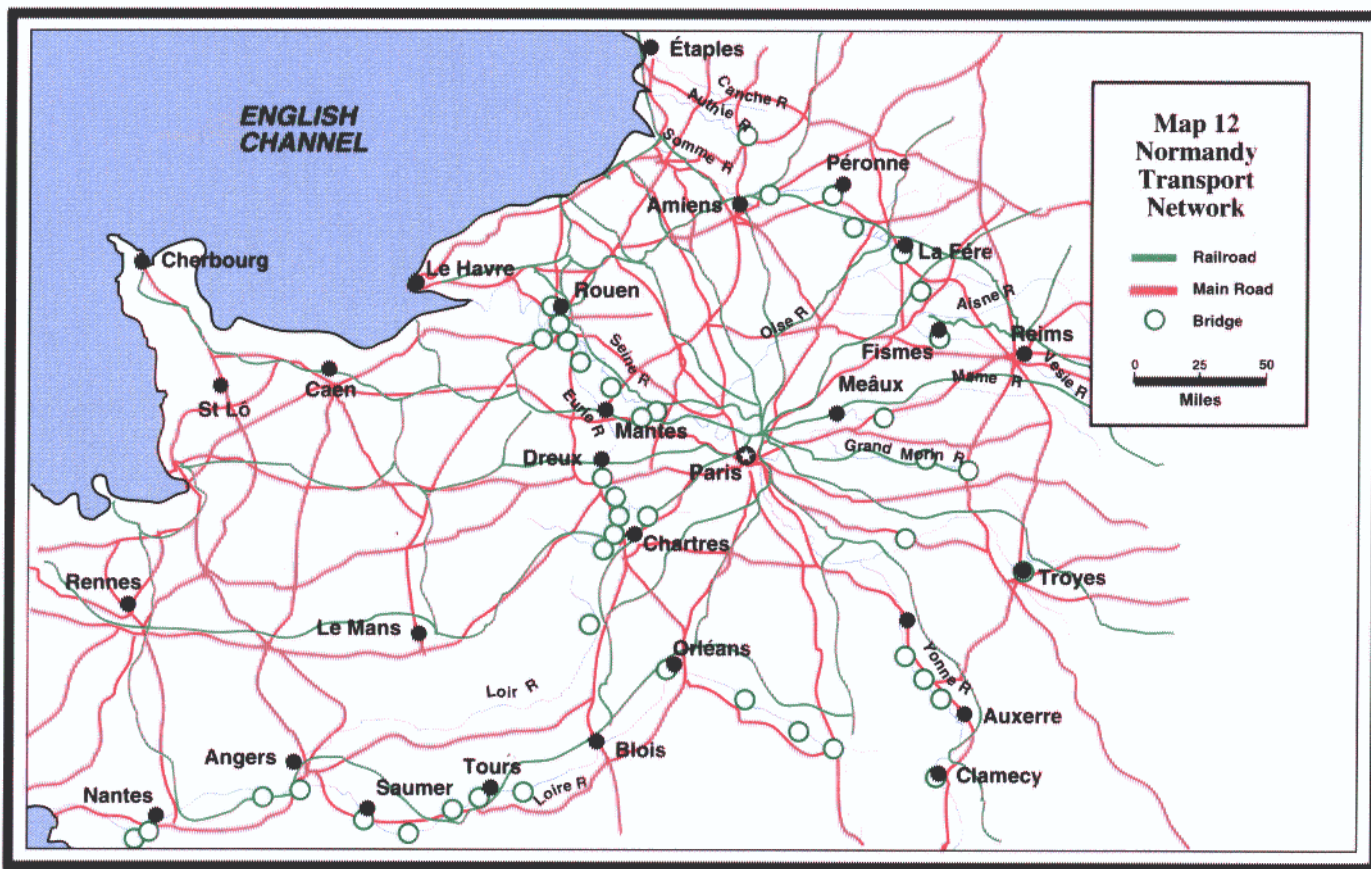 Étaples
Canche R
Authie R
ENGLISH
CHANNEL
Somme R
Map 12
Normandy
Transport
Network
Péronne
Amiens
La Fére
Cherbourg
Le Havre
Railroad
Rouen
Aisne R
Main Road
Oise R
Bridge
Reims
Seine R
Fismes
Vesle R
0 25 50
Miles
Meâux
Marne R
Caen
St Lô
Eurle R
Mantes
Grand Morin R
Dreux
Paris
Chartres
Troyes
Rennes
Le Mans
Orléans
Yonne R
Loir R
Auxerre
Angers
Blois
Tours
Clamecy
Nantes
Saumer
Loire R